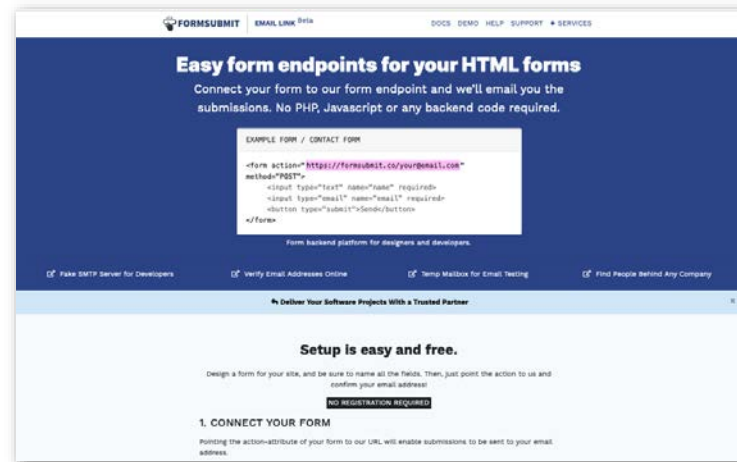 FORMSUBMIT EMAIL LINK Beta DOCS DEMO HELP SUPPORT + SERVICES
Easy form endpoints for your HTML forms
Connect your form to our form endpoint and we'll email you the
submissions. No PHP, Javascript or any backend code required.
EXAMPLE FORM / CONTACT FORM
<form action="https://formsubmit.co/your@email.com"
method="POST">
<input type="text" name="name" required>
<input type="email" name="email" required>
<button type="submit">Send</button>
</form>
Form backend platform for designers and developers.
Fake SMTP Server for Developers Verify Email Addresses Online Temp Mailbox for Email Testing Find People Behind Any Company
Deliver Your Software Projects With a Trusted Partner x
Setup is easy and free.
Design a form for your site, and be sure to name all the fields. Then, just point the action to us and
confirm your email address!
NO REGISTRATION REQUIRED
1. CONNECT YOUR FORM
Pointing the action-attribute of your form to our URL will enable submissions to be sent to your email
address.